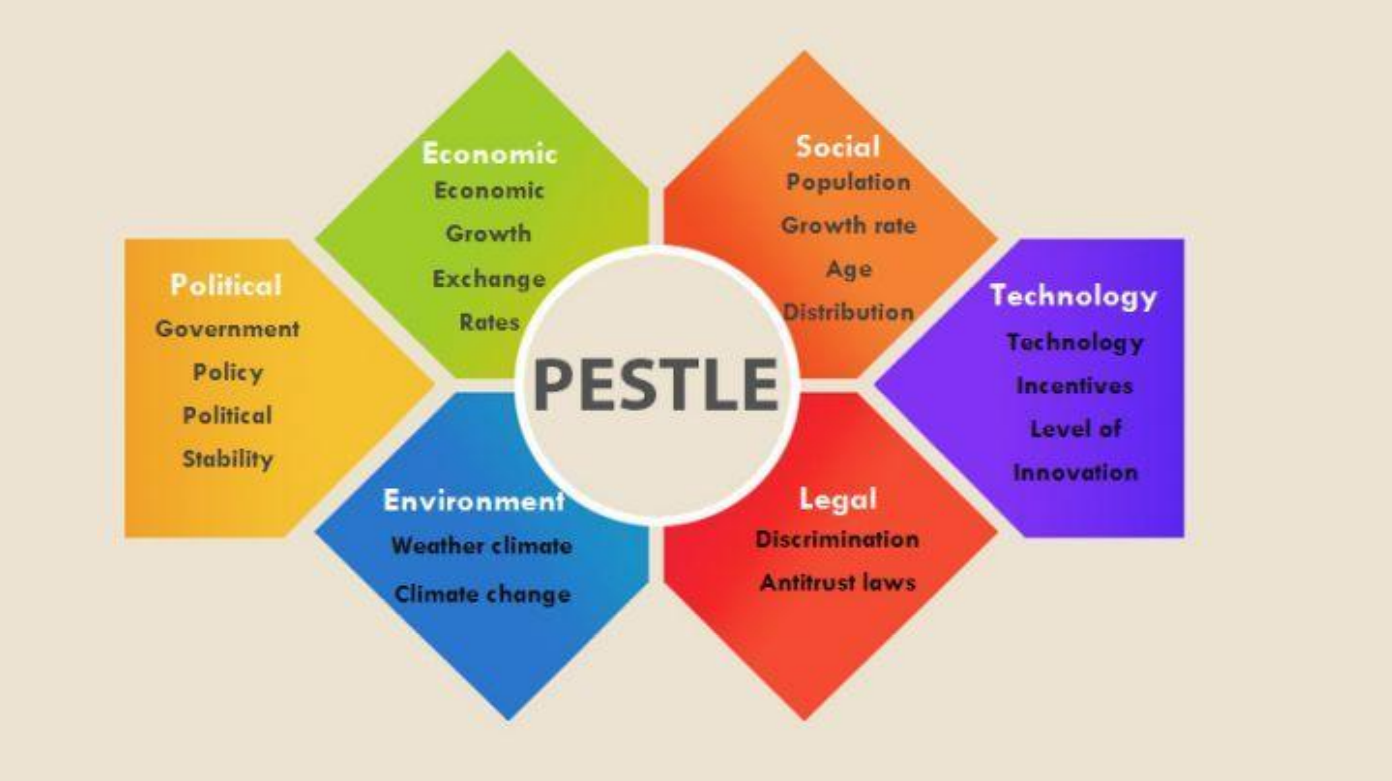 Economic
Economic
Growth
Exchange
Rates
Social
Population
Growth rate
Age
Distribution
Political
Government
Policy
Political
Stability
PESTLE
Technology
Technology
Incentives
Level of
Innovation
Environment
Weather climate
Climate change
Legal
Discrimination
Antitrust laws